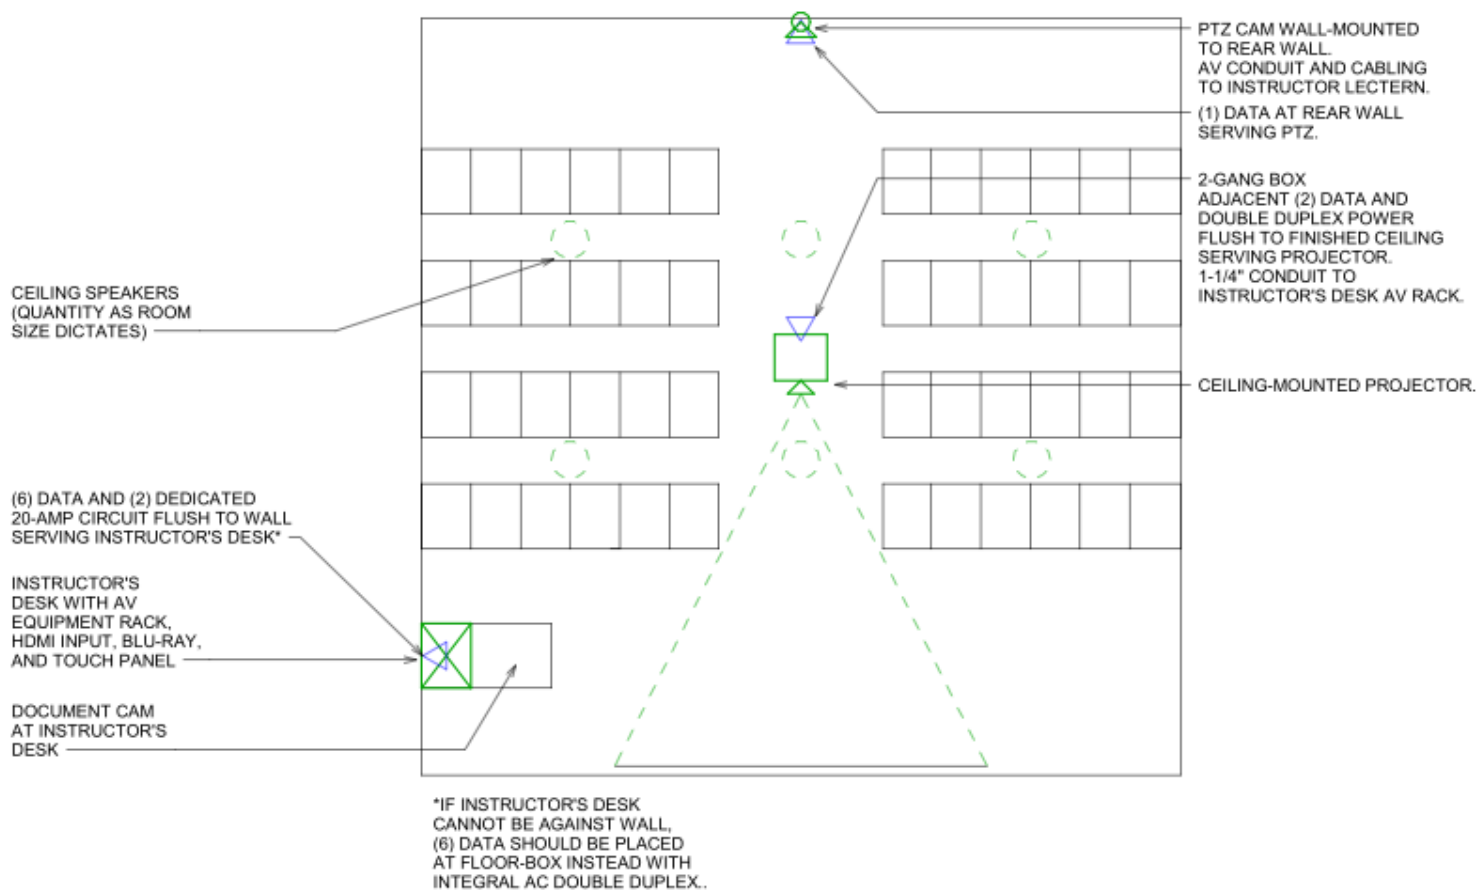 PTZ CAM WALL-MOUNTED
TO REAR WALL.
AV CONDUIT AND CABLING
TO INSTRUCTOR LECTERN.
(1) DATA AT REAR WALL
SERVING PTZ.
2-GANG BOX
ADJACENT (2) DATA AND
DOUBLE DUPLEX POWER
FLUSH TO FINISHED CEILING
SERVING PROJECTOR.
1-1/4" CONDUIT TO
INSTRUCTOR'S DESK AV RACK.
CEILING SPEAKERS
(QUANTITY AS ROOM
SIZE DICTATES)
CEILING-MOUNTED PROJECTOR.
(6) DATA AND (2) DEDICATED
20-AMP CIRCUIT FLUSH TO WALL
SERVING INSTRUCTOR'S DESK*
INSTRUCTOR'S
DESK WITH AV
EQUIPMENT RACK,
HDMI INPUT, BLU-RAY,
AND TOUCH PANEL
DOCUMENT CAM
AT INSTRUCTOR'S
DESK
*IF INSTRUCTOR'S DESK
CANNOT BE AGAINST WALL,
(6) DATA SHOULD BE PLACED
AT FLOOR-BOX INSTEAD WITH
INTEGRAL AC DOUBLE DUPLEX..